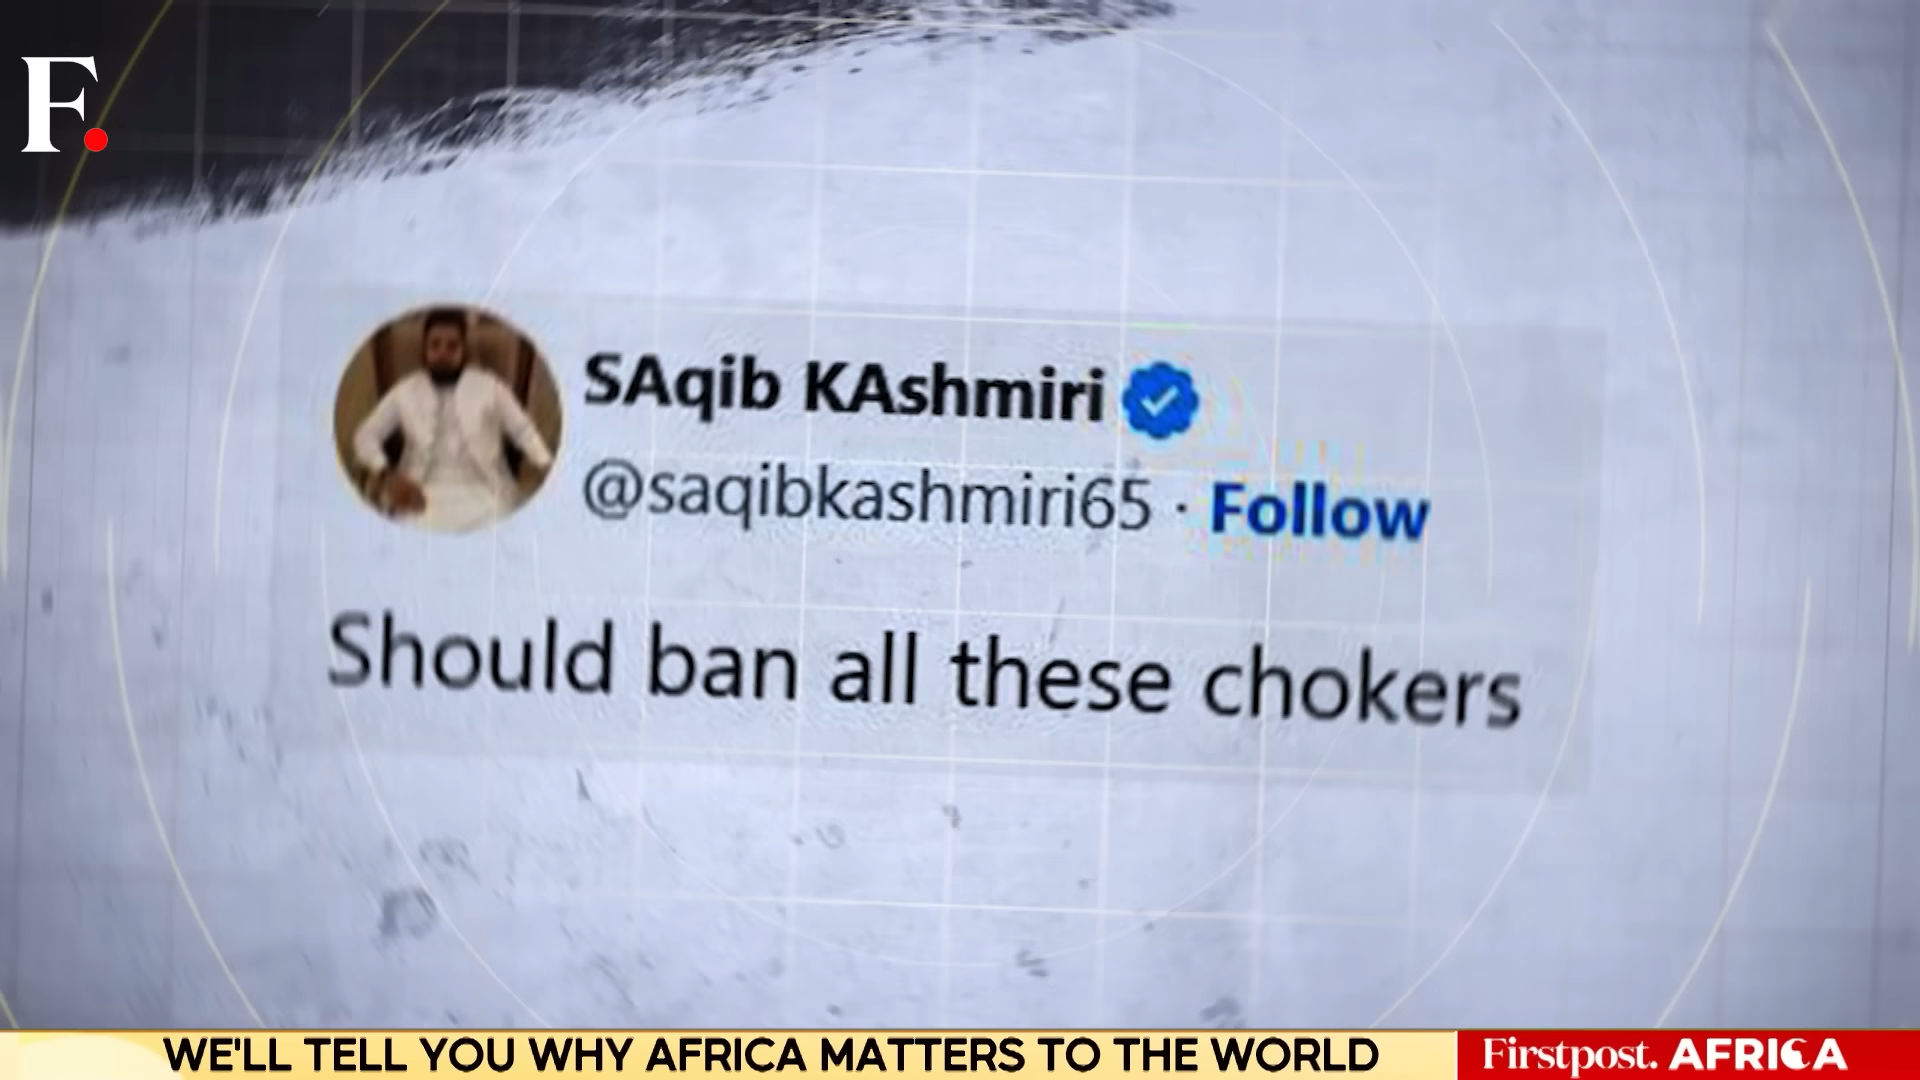 F.
SAqib KAshmiri
@saqibkashmiri65 · Follow
Should ban all these chokers
WE'LL TELL YOU WHY AFRICA MATTERS TO THE WORLD
Firstpost. AFRICA